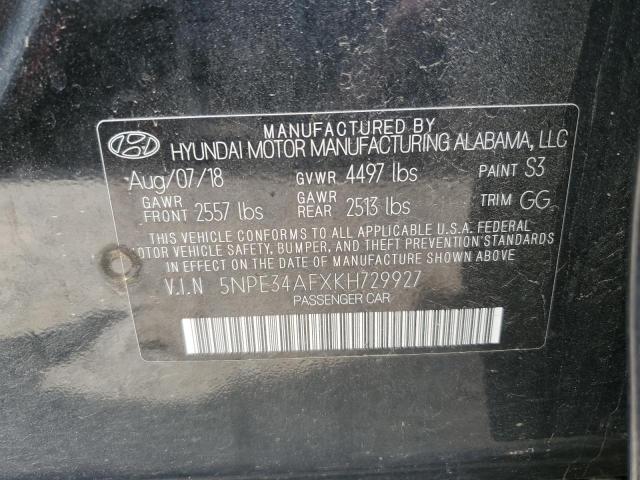 MANUFACTURED BY
HYUNDAI MOTOR MANUFACTURING ALABAMA, LLC
Aug/07/18 GVWR 4497 lbs PAINT S3
GAWR FRONT 2557 lbs GAWR REAR 2513 lbs TRIM GG
THIS VEHICLE CONFORMS TO ALL APPLICABLE U.S.A. FEDERAL
MOTOR VEHICLE SAFETY, BUMPER, AND THEFT PREVENTION STANDARDS
IN EFFECT ON THE DATE OF MANUFACTURE SHOWN ABOVE.
V.I.N 5NPE34AFXKH729927
PASSENGER CAR